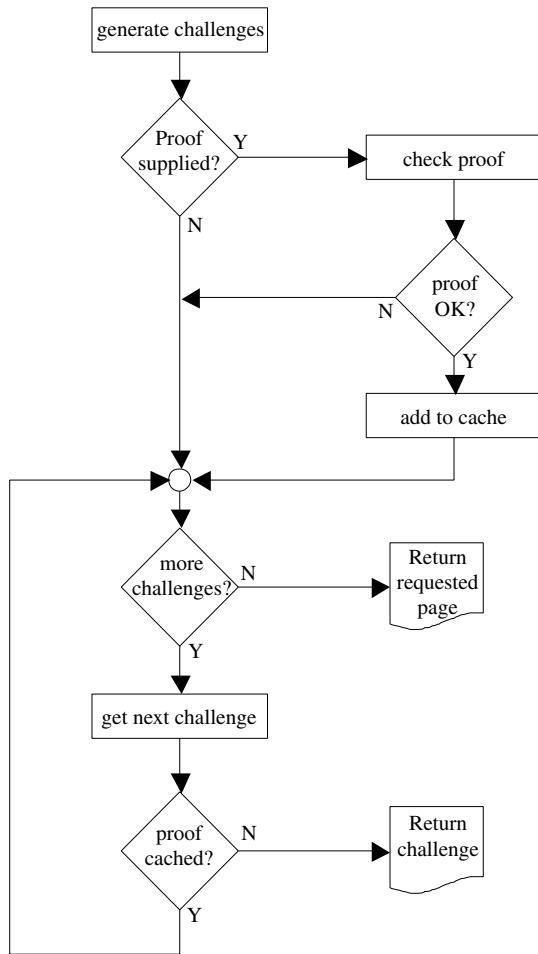 generate challenges
Proof
supplied?
Y
N
check proof
proof
OK?
N
Y
add to cache
more
challenges?
N
Y
Return
requested
page
get next challenge
proof
cached?
N
Y
Return
challenge